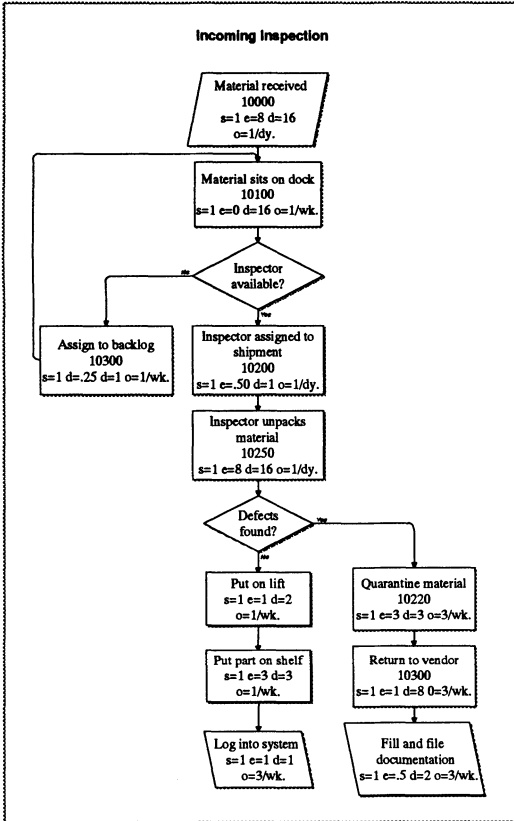 Incoming Inspection
Material received
10000
s=1 e=8 d=16
o=1/dy.
Material sits on dock
10100
s=1 e=0 d=16 o=1/wk.
Inspector
available?
No
Yes
Assign to backlog
10300
s=1 d=.25 d=1 o=1/wk.
Inspector assigned to
shipment
10200
s=1 e=.50 d=1 o=1/dy.
Inspector unpacks
material
10250
s=1 e=8 d=16 o=1/dy.
Defects
found?
Yes
No
Put on lift
s=1 e=1 d=2
o=1/wk.
Quarantine material
10220
s=1 e=3 d=3 o=3/wk.
Put part on shelf
s=1 e=3 d=3
o=1/wk.
Return to vendor
10300
s=1 e=1 d=8 0=3/wk.
Log into system
s=1 e=1 d=1
o=3/wk.
Fill and file
documentation
s=1 e=.5 d=2 o=3/wk.